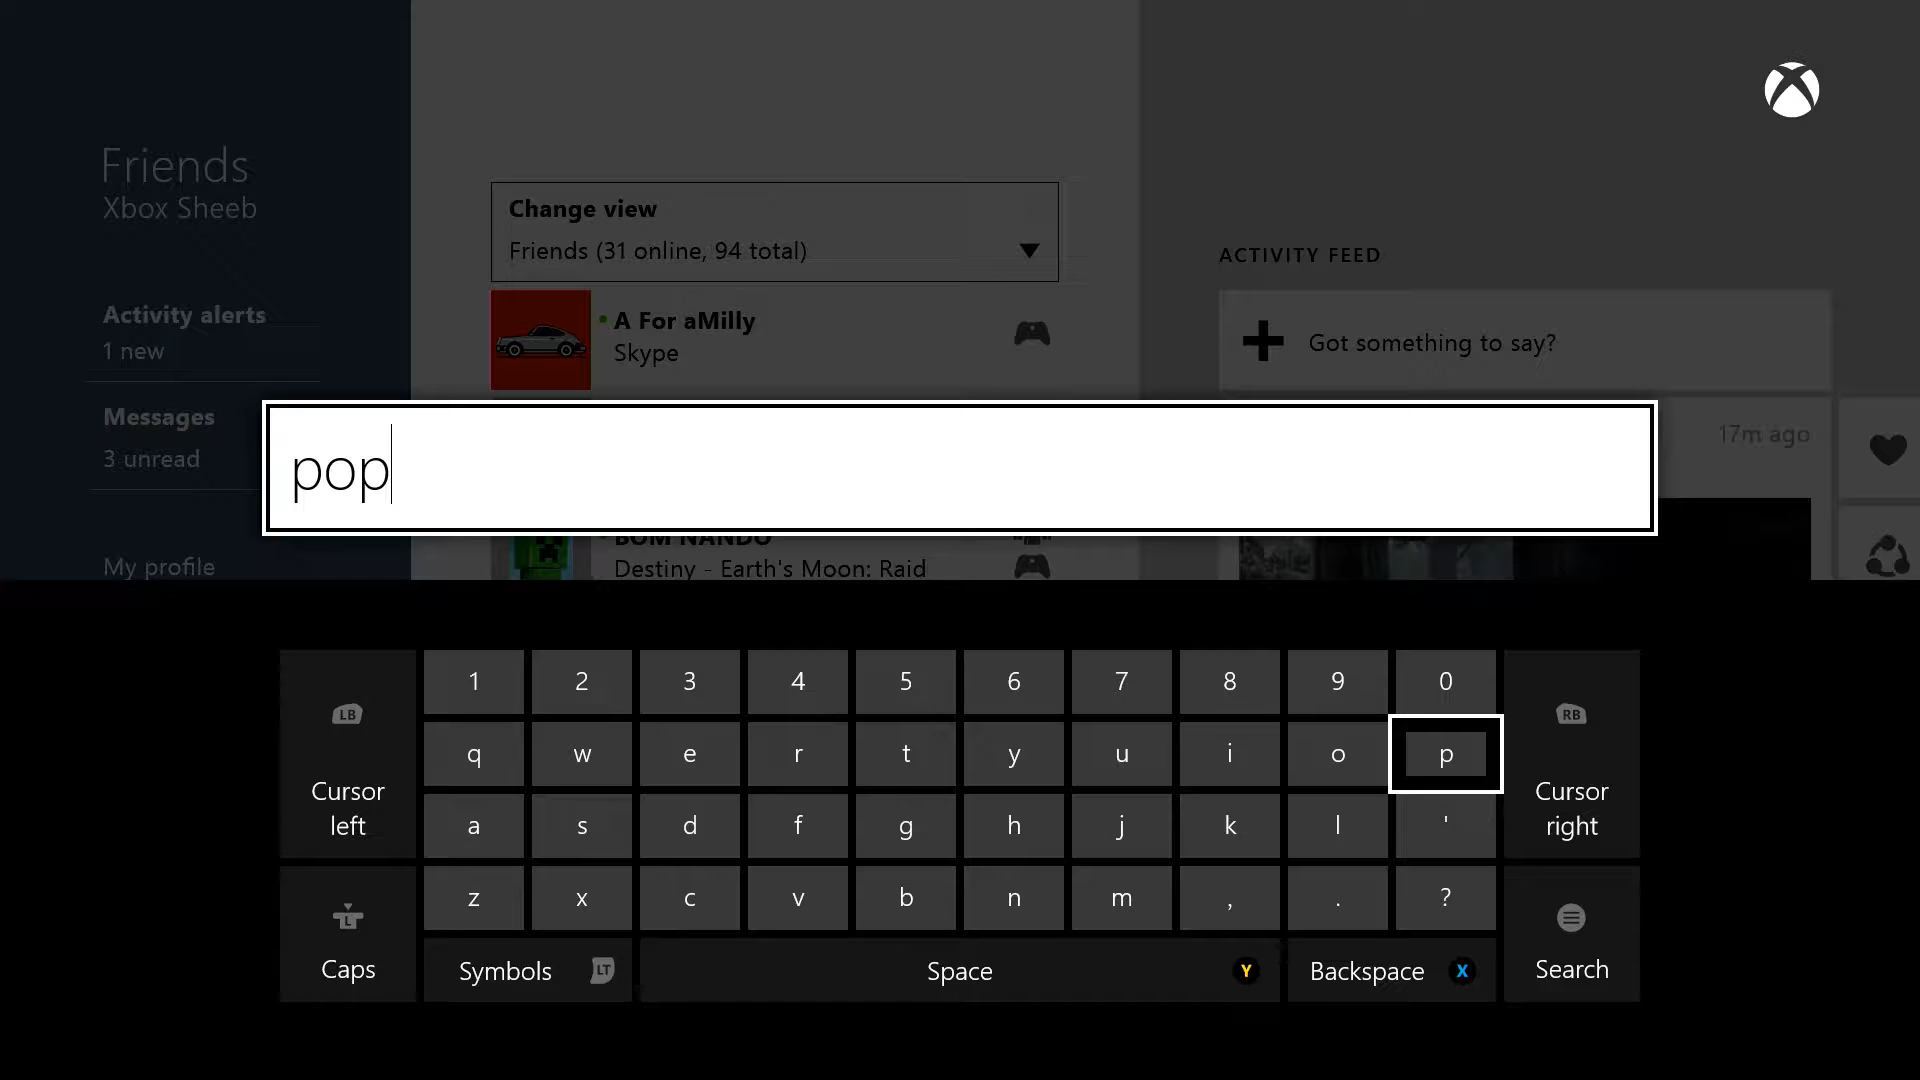 Friends
Xbox Sheeb
Activity alerts
1 new
Messages
3 unread
My profile
Change view
Friends (31 online, 94 total)
A For aMilly
Skype
BOM NANDO
Destiny - Earth's Moon: Raid
ACTIVITY FEED
Got something to say?
17m ago
pop
LB
Cursor
left
L
Caps
1 2 3 4 5 6 7 8 9 0
q w e r t y u i o p
a s d f g h j k l '
z x c v b n m , . ?
Symbols LT Space Y Backspace X
RB
Cursor
right
Search